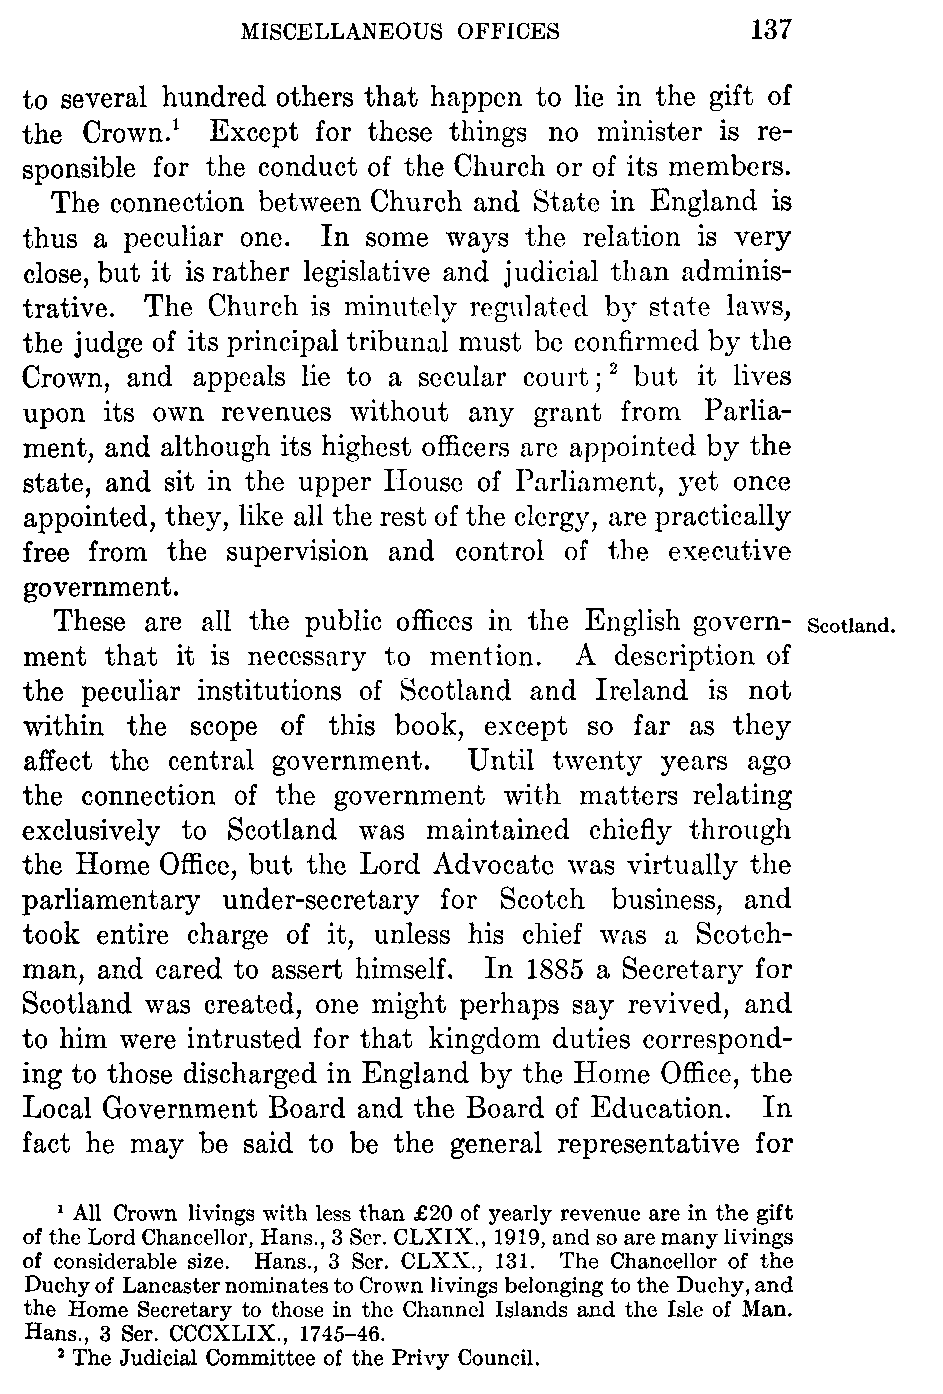 MISCELLANEOUS OFFICES 137
to several hundred others that happen to lie in the gift of
the Crown.¹ Except for these things no minister is re-
sponsible for the conduct of the Church or of its members.
The connection between Church and State in England is
thus a peculiar one. In some ways the relation is very
close, but it is rather legislative and judicial than adminis-
trative. The Church is minutely regulated by state laws,
the judge of its principal tribunal must be confirmed by the
Crown, and appeals lie to a secular court;² but it lives
upon its own revenues without any grant from Parlia-
ment, and although its highest officers are appointed by the
state, and sit in the upper House of Parliament, yet once
appointed, they, like all the rest of the clergy, are practically
free from the supervision and control of the executive
government.
These are all the public offices in the English govern- Scotland.
ment that it is necessary to mention. A description of
the peculiar institutions of Scotland and Ireland is not
within the scope of this book, except so far as they
affect the central government. Until twenty years ago
the connection of the government with matters relating
exclusively to Scotland was maintained chiefly through
the Home Office, but the Lord Advocate was virtually the
parliamentary under-secretary for Scotch business, and
took entire charge of it, unless his chief was a Scotch-
man, and cared to assert himself. In 1885 a Secretary for
Scotland was created, one might perhaps say revived, and
to him were intrusted for that kingdom duties correspond-
ing to those discharged in England by the Home Office, the
Local Government Board and the Board of Education. In
fact he may be said to be the general representative for
¹ All Crown livings with less than £20 of yearly revenue are in the gift
of the Lord Chancellor, Hans., 3 Ser. CLXIX., 1919, and so are many livings
of considerable size. Hans., 3 Ser. CLXX., 131. The Chancellor of the
Duchy of Lancaster nominates to Crown livings belonging to the Duchy, and
the Home Secretary to those in the Channel Islands and the Isle of Man.
Hans., 3 Ser. CCCXLIX., 1745–46.
² The Judicial Committee of the Privy Council.